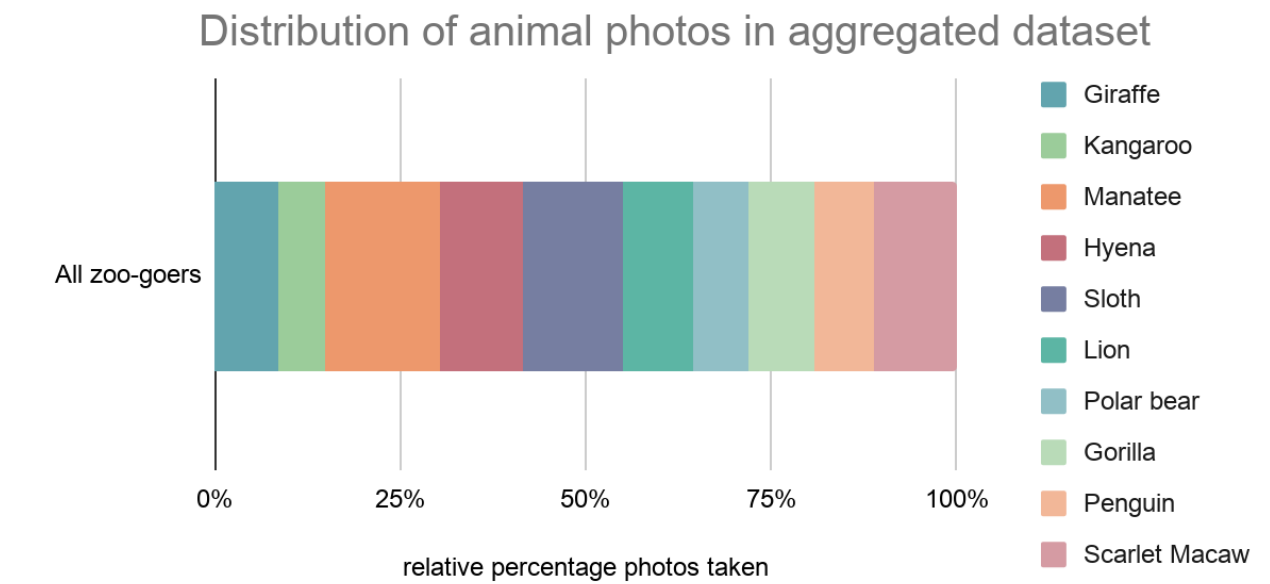 Distribution of animal photos in aggregated dataset
Giraffe
Kangaroo
Manatee
Hyena
Sloth
Lion
Polar bear
Gorilla
Penguin
Scarlet Macaw
All zoo-goers
0% 25% 50% 75% 100%
relative percentage photos taken